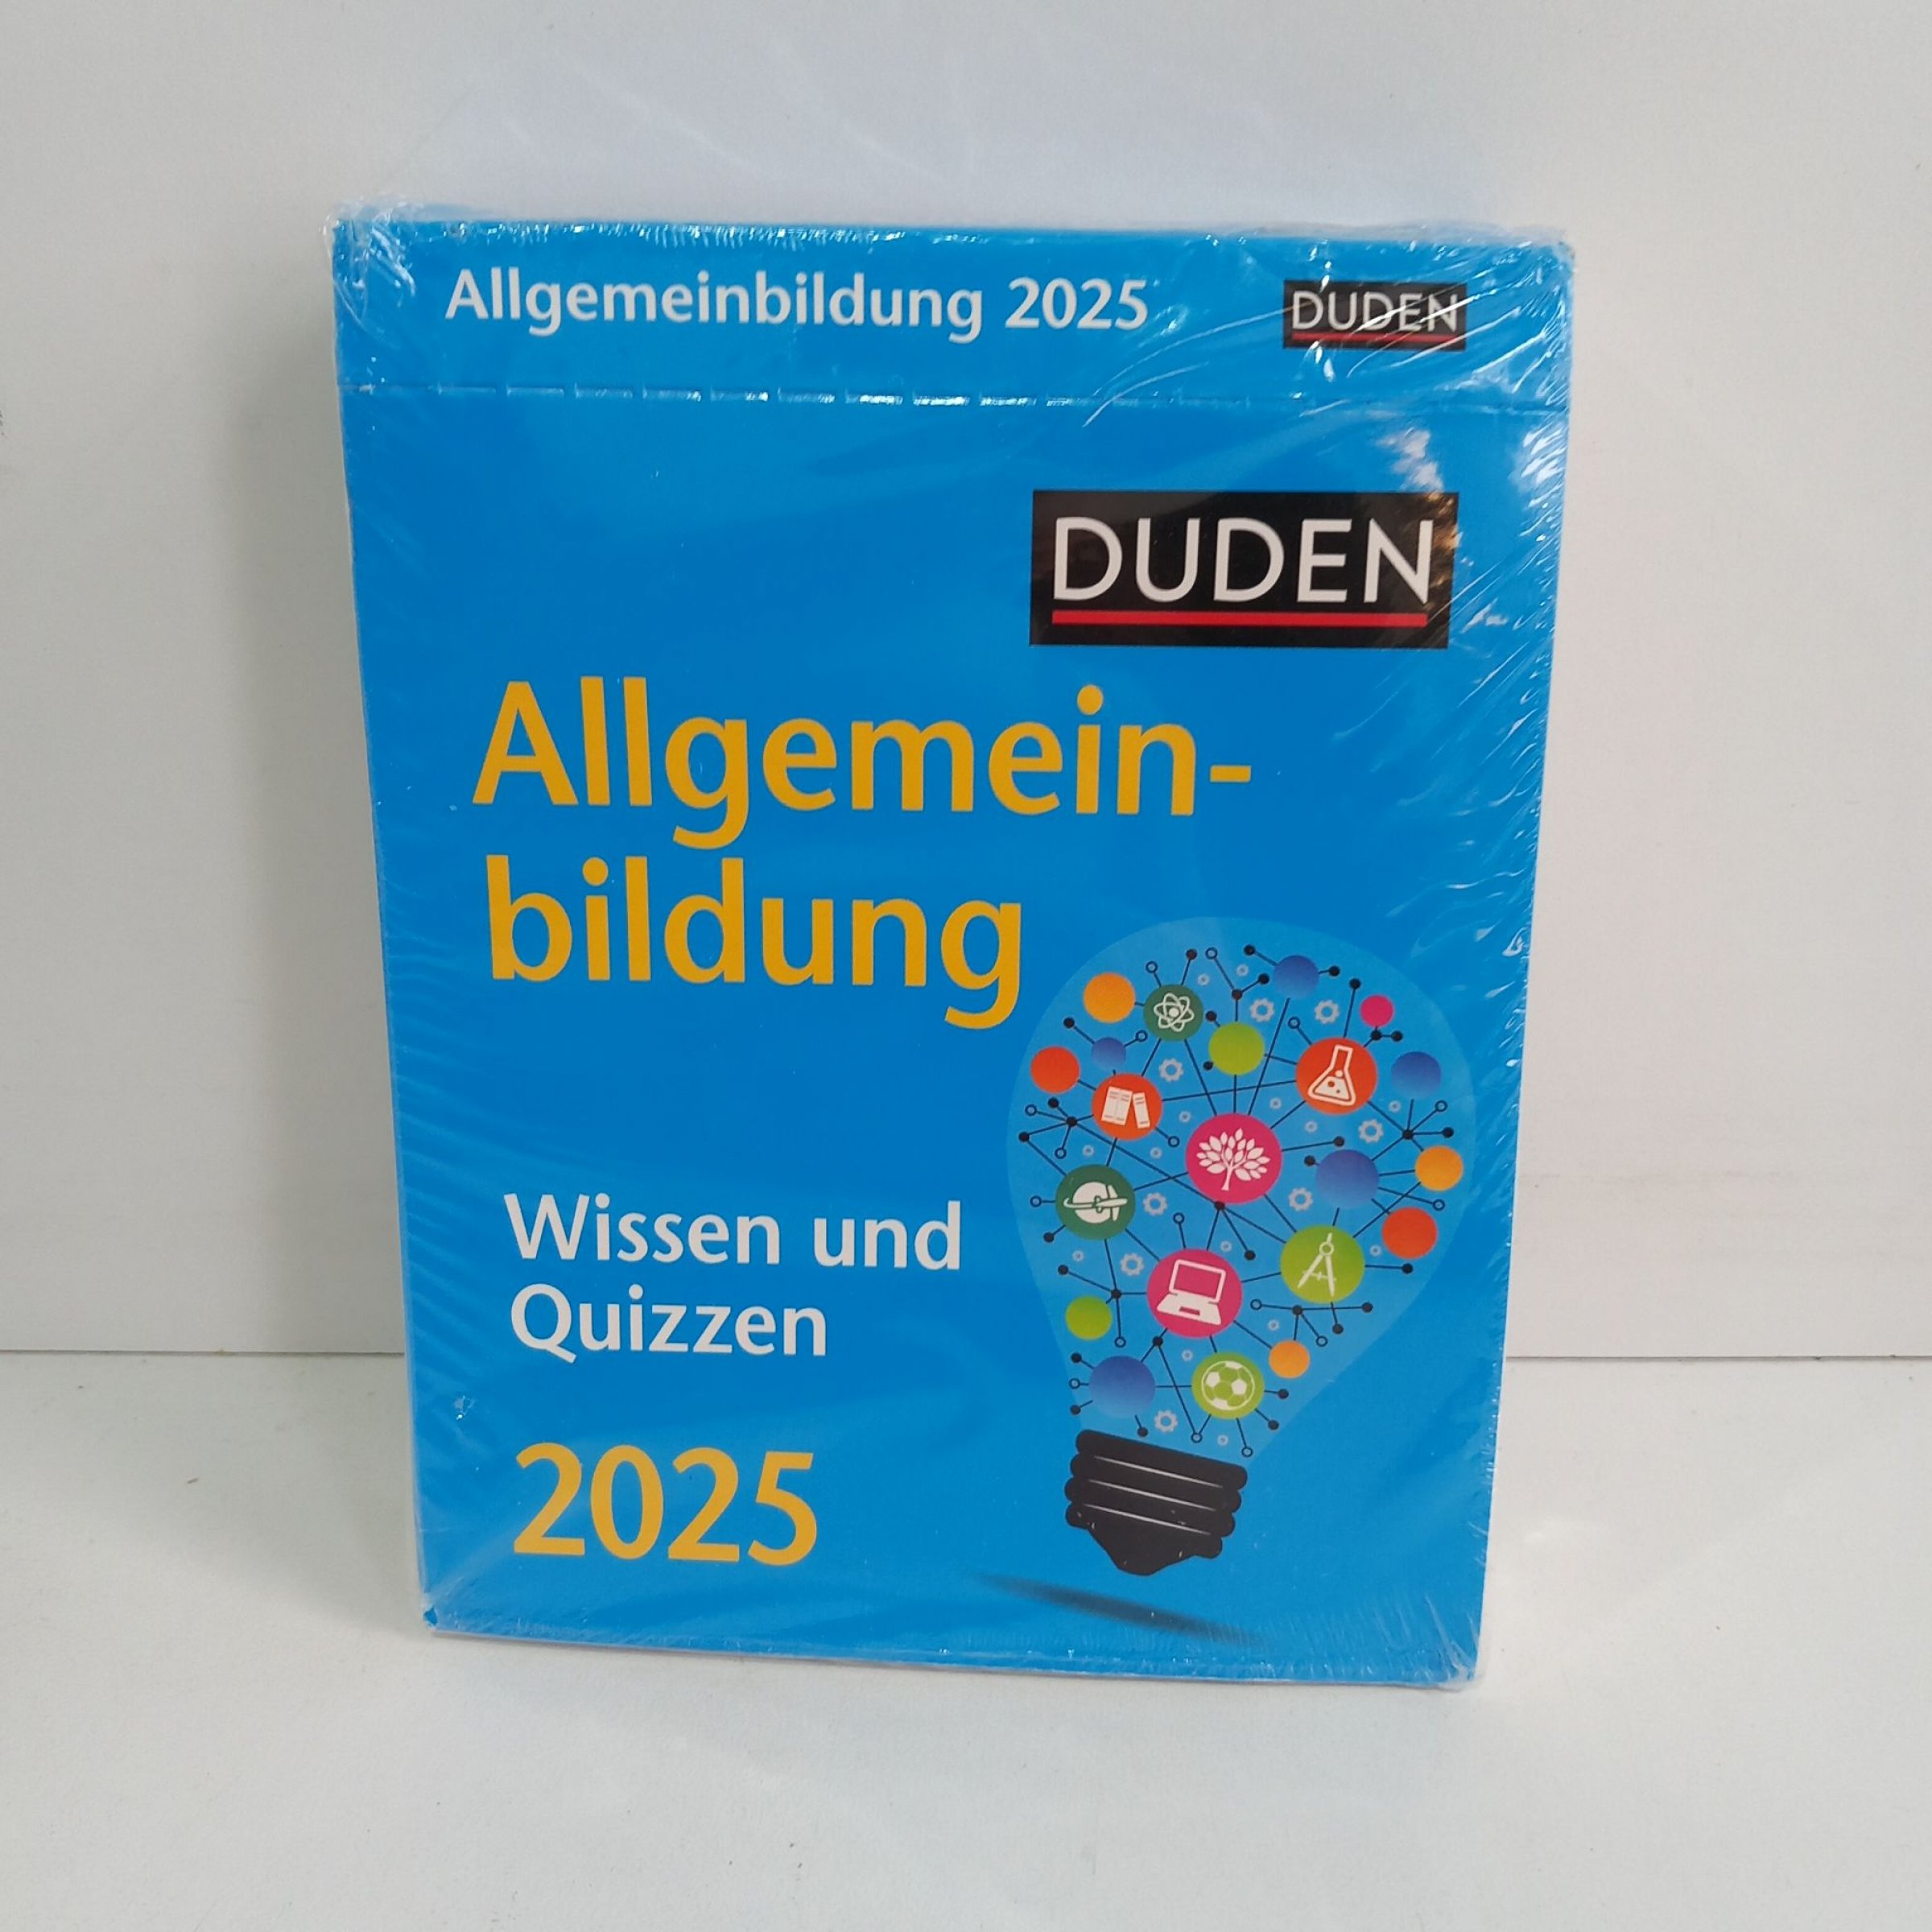 Allgemeinbildung 2025
DUDEN
DUDEN
Allgemein-
bildung
Wissen und
Quizzen
2025